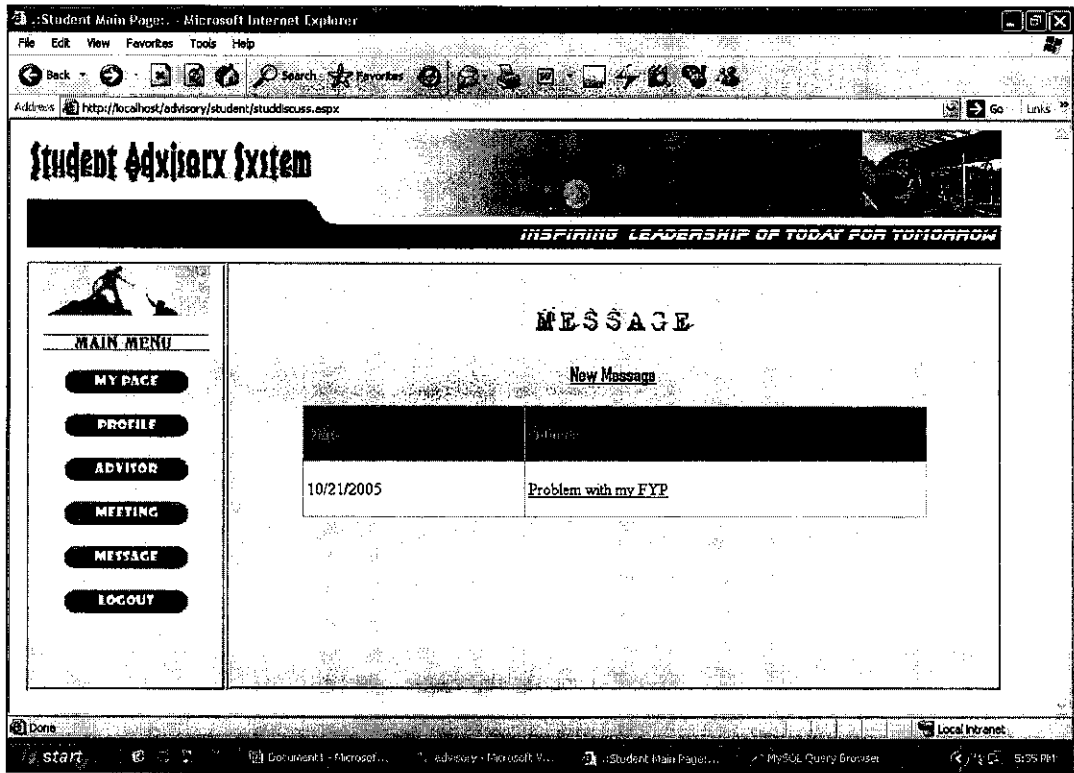 .:Student Main Page:. - Microsoft Internet Explorer
File Edit View Favorites Tools Help
Back Search Favorites
Address http://localhost/advisory/student/studdiscuss.aspx Go Links »
Student Advisory System
INSPIRING LEADERSHIP OF TODAY FOR TOMORROW
MAIN MENU
MY PAGE
PROFILE
ADVISOR
MEETING
MESSAGE
LOGOUT
MESSAGE
New Message
10/21/2005 Problem with my FYP
Done Local intranet
start Document1 - Microsof... advisory - Microsoft V... .:Student Main Page:... MySQL Query Browser 5:35 PM